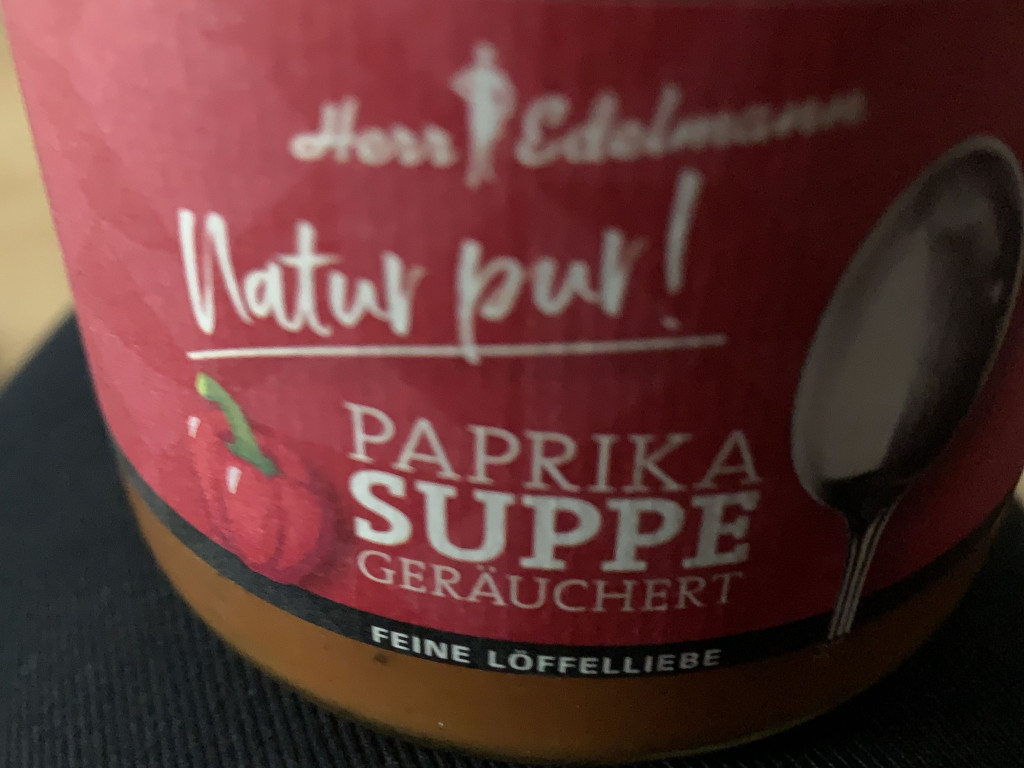 Herr Edelmann
Natur pur!
PAPRIKA
SUPPE
GERÄUCHERT
FEINE LÖFFELLIEBE